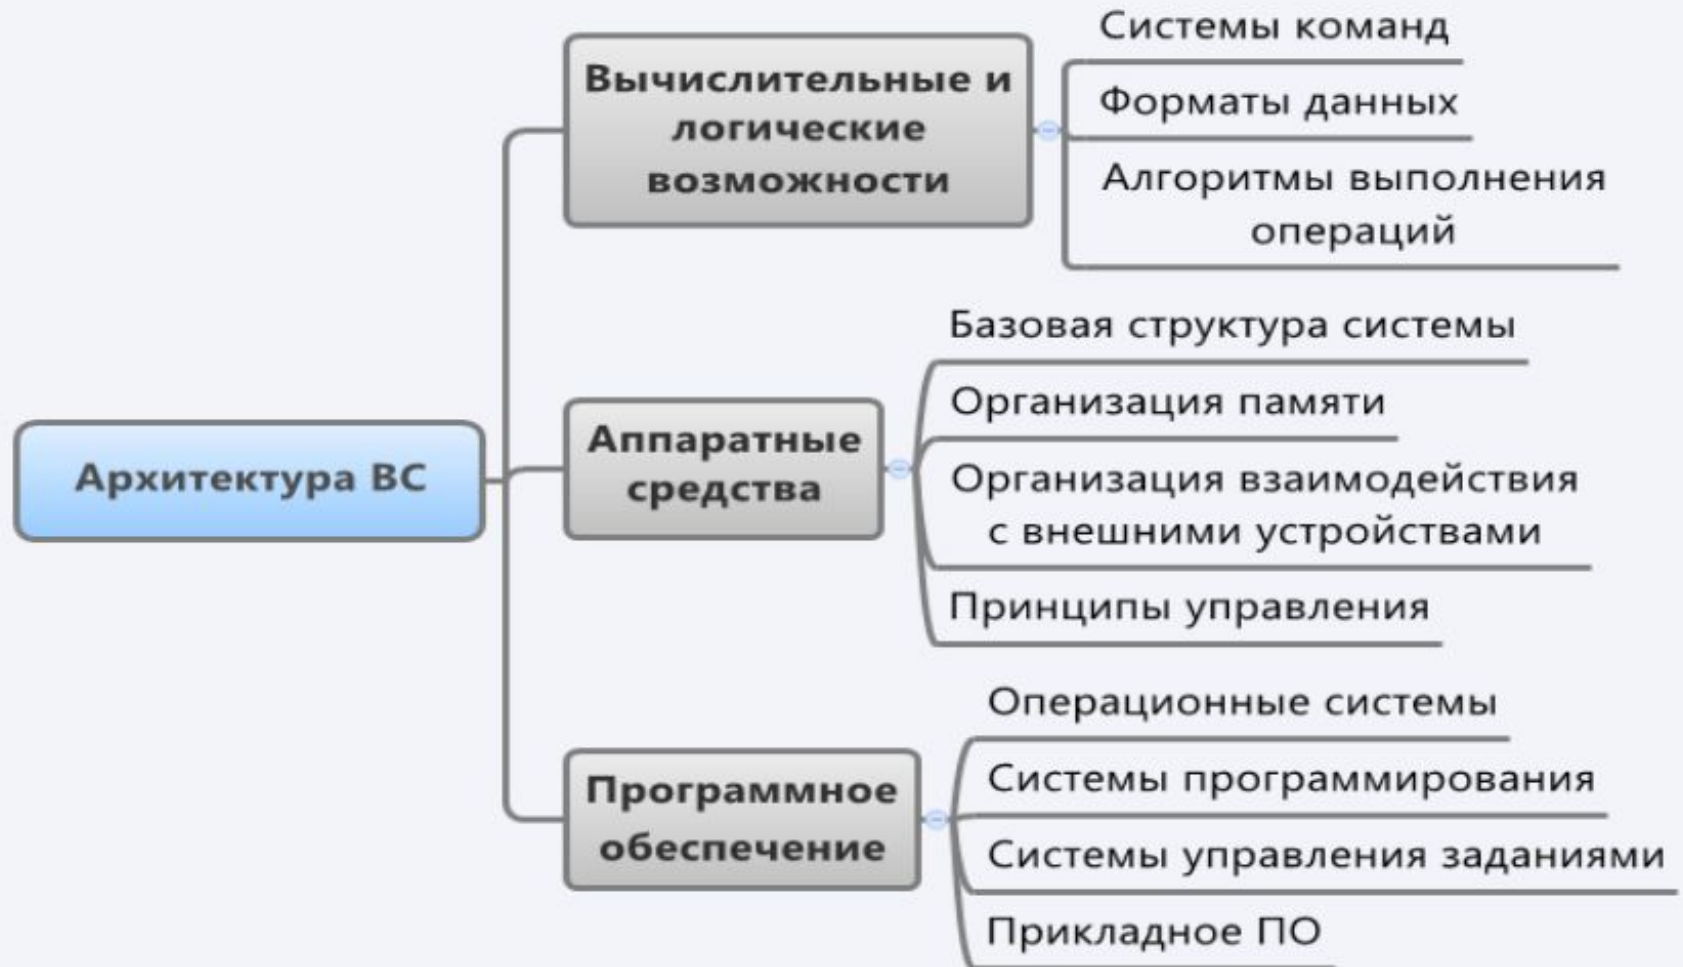 Архитектура ВС
Вычислительные и
логические
возможности
Системы команд
Форматы данных
Алгоритмы выполнения
операций
Аппаратные
средства
Базовая структура системы
Организация памяти
Организация взаимодействия
с внешними устройствами
Принципы управления
Программное
обеспечение
Операционные системы
Системы программирования
Системы управления заданиями
Прикладное ПО